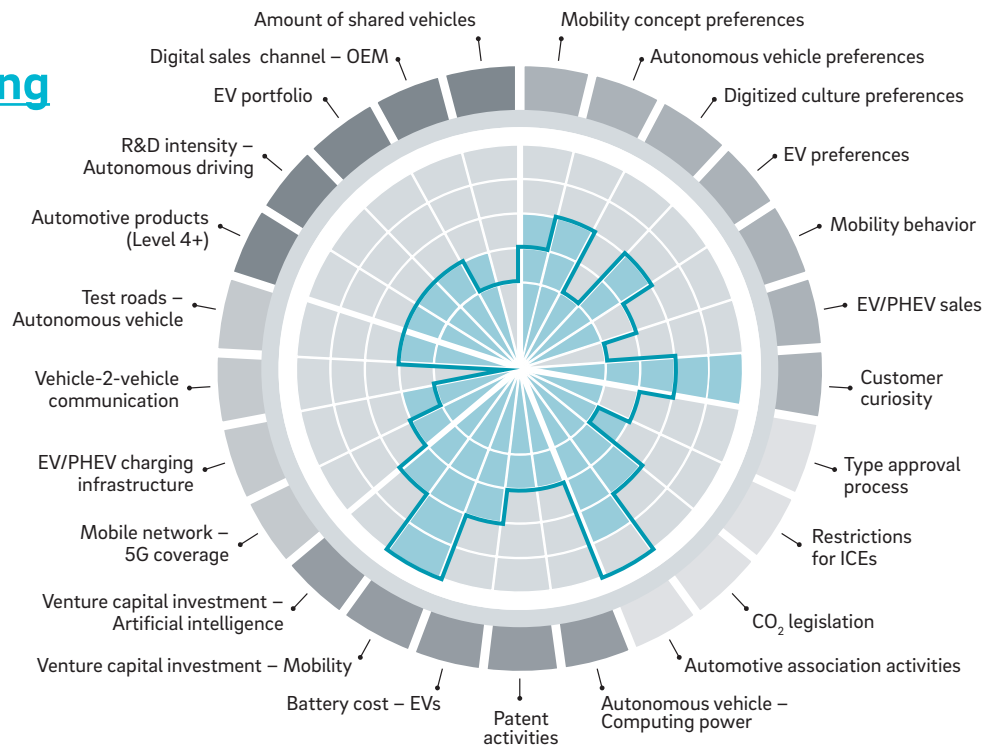 ng
Amount of shared vehicles
Mobility concept preferences
Digital sales channel – OEM
Autonomous vehicle preferences
EV portfolio
Digitized culture preferences
R&D intensity –
Autonomous driving
EV preferences
Automotive products
(Level 4+)
Mobility behavior
Test roads –
Autonomous vehicle
EV/PHEV sales
Vehicle-2-vehicle
communication
Customer
curiosity
EV/PHEV charging
infrastructure
Type approval
process
Mobile network –
5G coverage
Restrictions
for ICEs
Venture capital investment –
Artificial intelligence
CO2 legislation
Venture capital investment – Mobility
Automotive association activities
Battery cost – EVs
Autonomous vehicle –
Computing power
Patent
activities